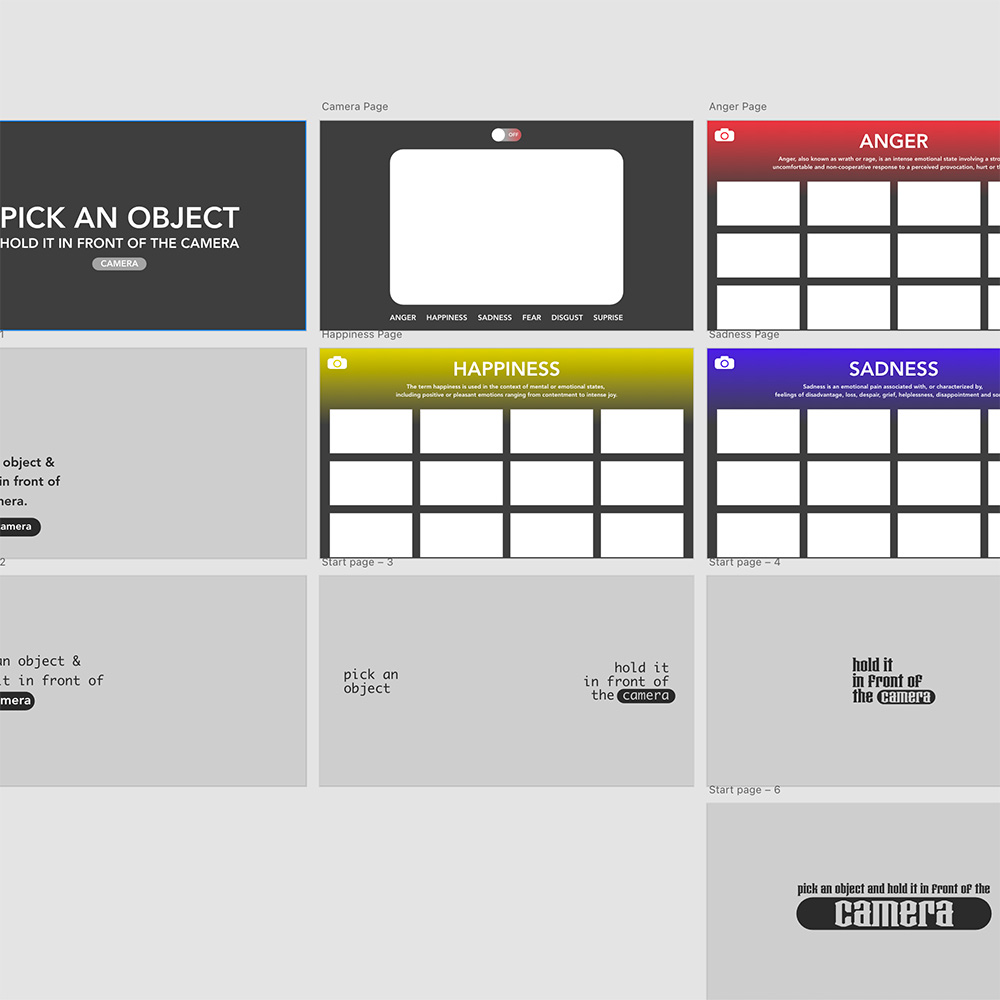 Camera Page
Anger Page
PICK AN OBJECT
HOLD IT IN FRONT OF THE CAMERA
CAMERA
OFF
ANGER HAPPINESS SADNESS FEAR DISGUST SUPRISE
ANGER
Anger, also known as wrath or rage, is an intense emotional state involving a
uncomfortable and non-cooperative response to a perceived provocation, hurt or
1
Happiness Page
Sadness Page
object &
in front of
HAPPINESS
The term happiness is used in the context of mental or emotional states,
including positive or pleasant emotions ranging from contentment to intense joy.
SADNESS
Sadness is an emotional pain associated with, or characterized by,
feelings of disadvantage, loss, despair, grief, helplessness, disappointment and
2
Start page – 3
Start page – 4
an object &
it in front of
pick an
object
hold it
in front of
the camera
hold it
in front of
the camera
Start page – 6
pick an object and hold it in front of the
camera